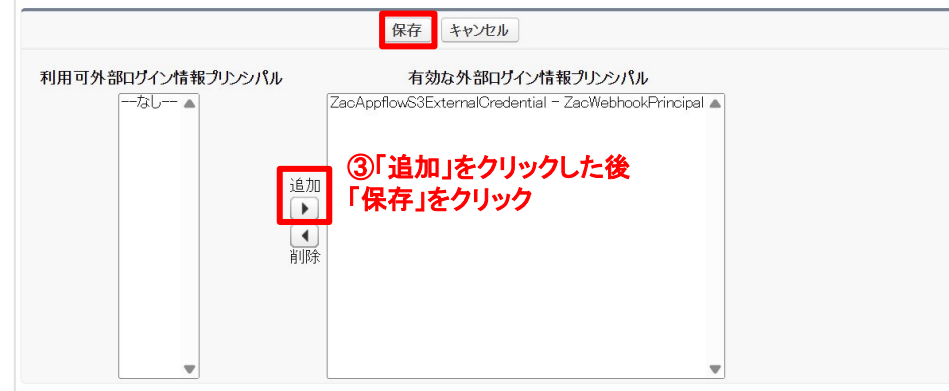 保存 キャンセル
利用可外部ログイン情報プリンシパル 有効な外部ログイン情報プリンシパル
--なし--
ZacAppflowS3ExternalCredential - ZacWebhookPrincipal
③「追加」をクリックした後
「保存」をクリック
追加
削除